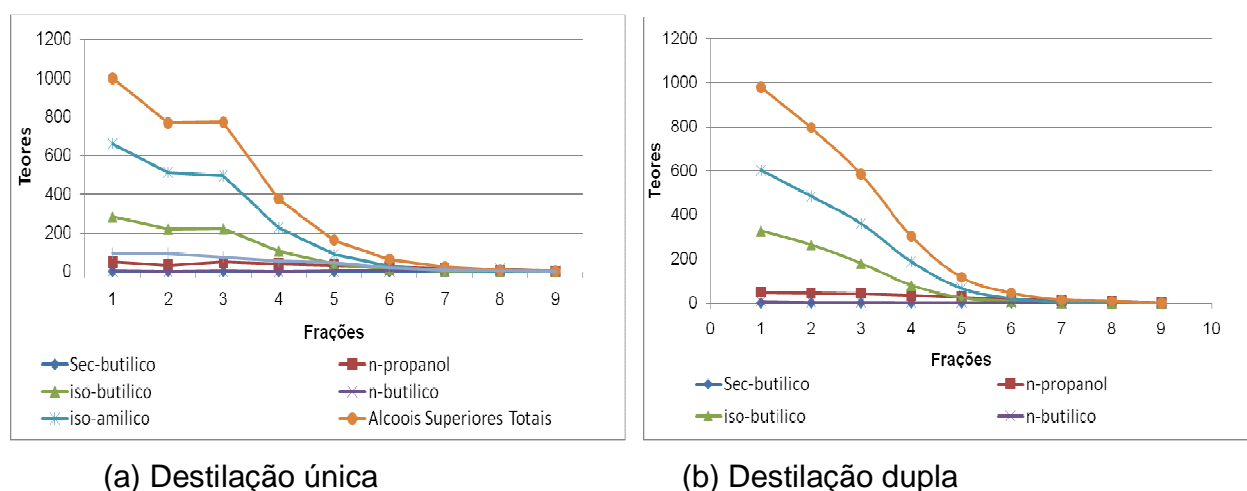 1200
1000
800
600
400
200
0
Teores
1 2 3 4 5 6 7 8 9
Frações
Sec-butilico n-propanol
iso-butilico n-butilico
iso-amilico Alcoois Superiores Totais
(a) Destilação única
1200
1000
800
600
400
200
0
Teores
0 1 2 3 4 5 6 7 8 9 10
Frações
Sec-butilico n-propanol
iso-butilico n-butilico
(b) Destilação dupla